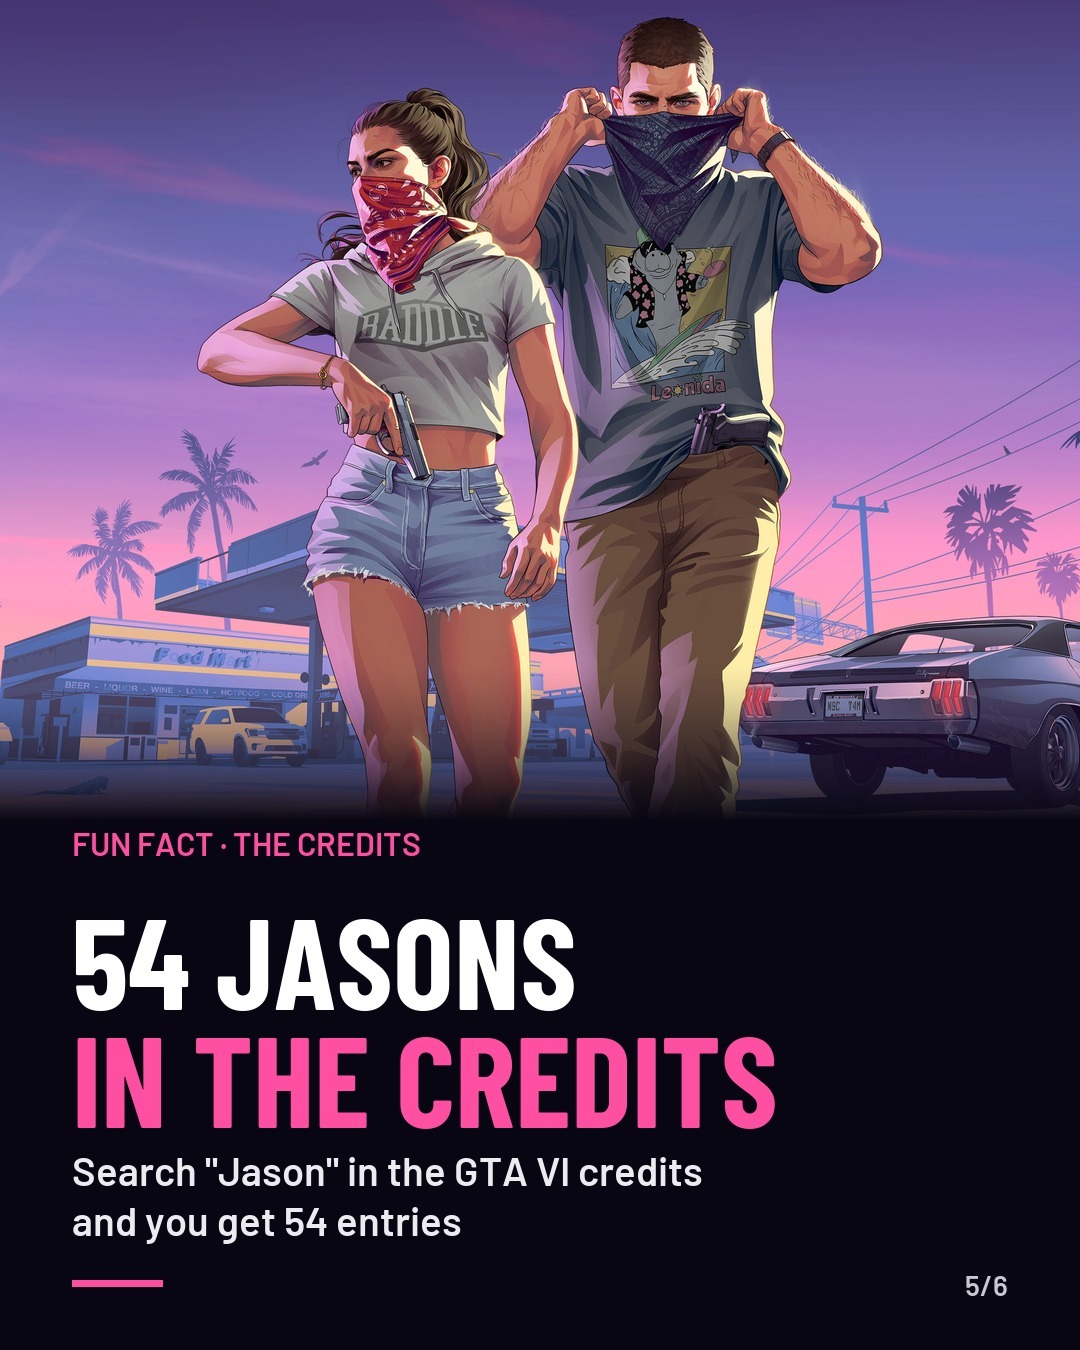 BADDIE
Leonida
Food Mart
BEER - LIQUOR - WINE - LOAN - HOTFOOD - COLD
FUN FACT · THE CREDITS
54 JASONS
IN THE CREDITS
Search "Jason" in the GTA VI credits
and you get 54 entries
5/6